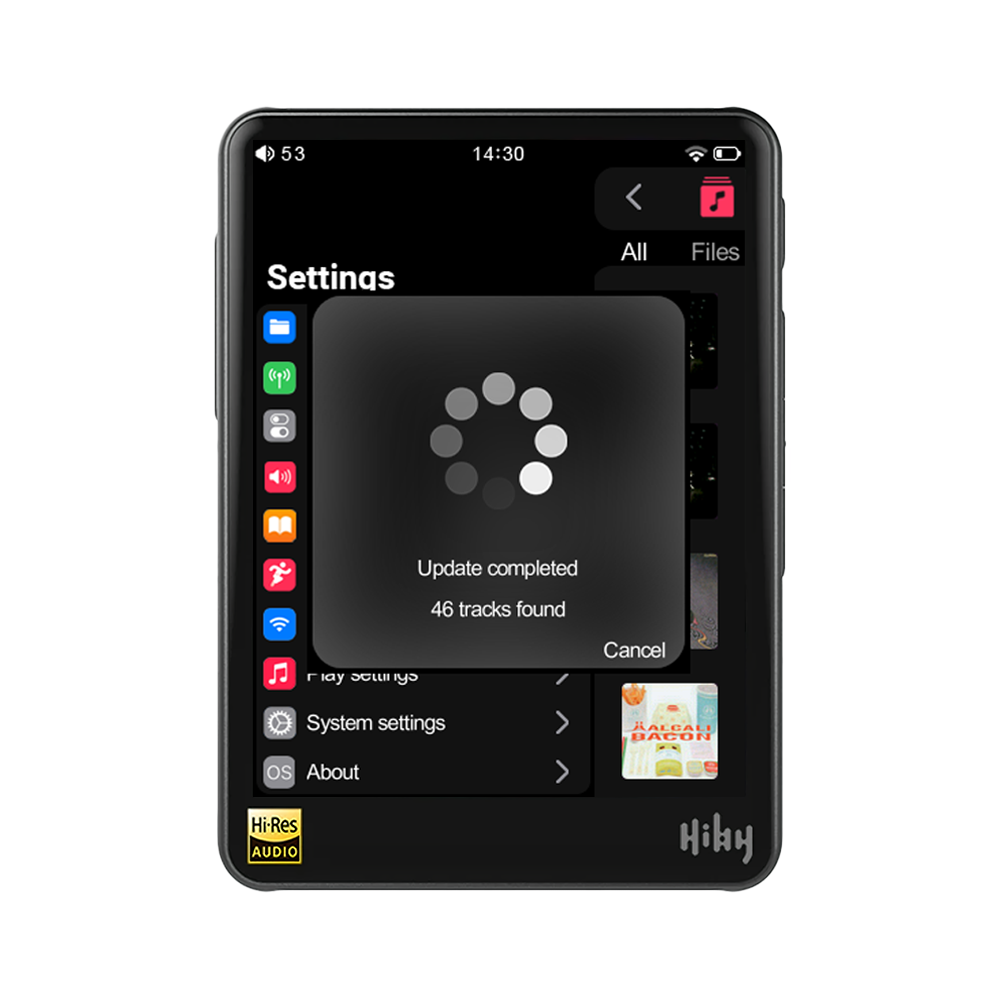 53
14:30
All
Files
Settings
Update completed
46 tracks found
Cancel
Play settings
System settings
OS
About
HALCALI
BACON
Hi-Res
AUDIO
Hiby